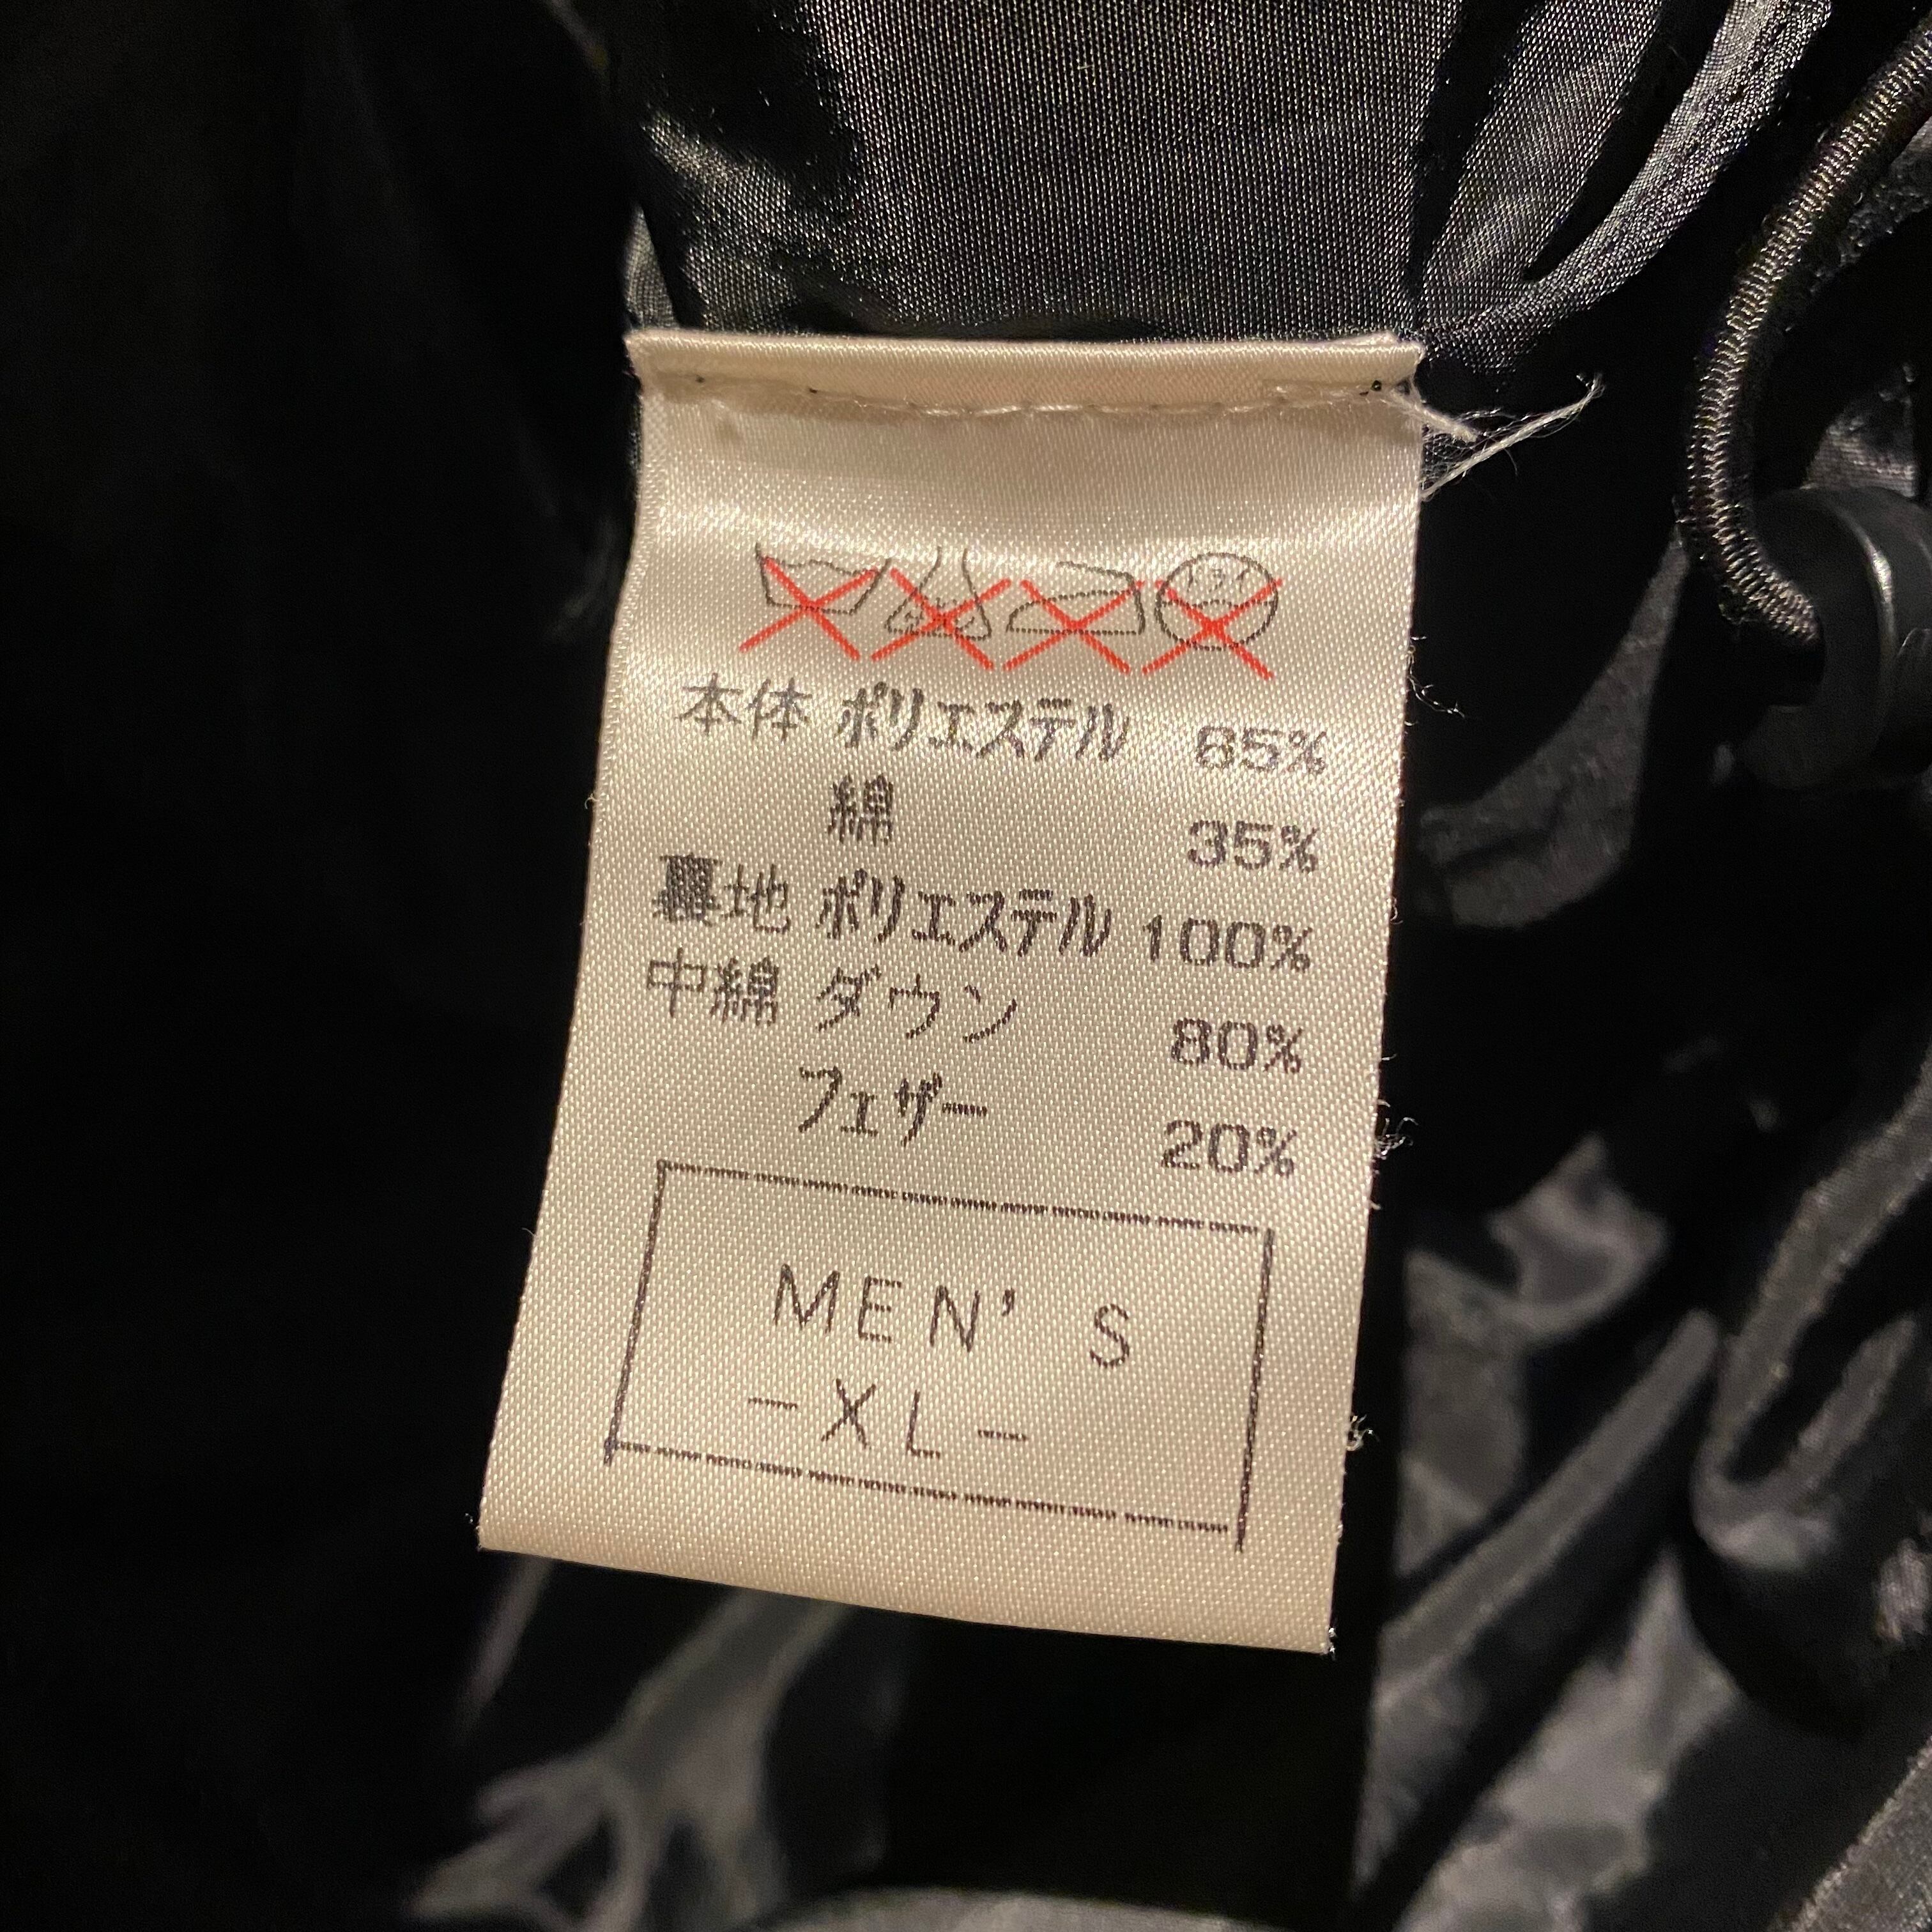 本体 ポリエステル 65%
綿 35%
裏地 ポリエステル 100%
中綿 ダウン 80%
フェザー 20%
MEN'S
-XL-